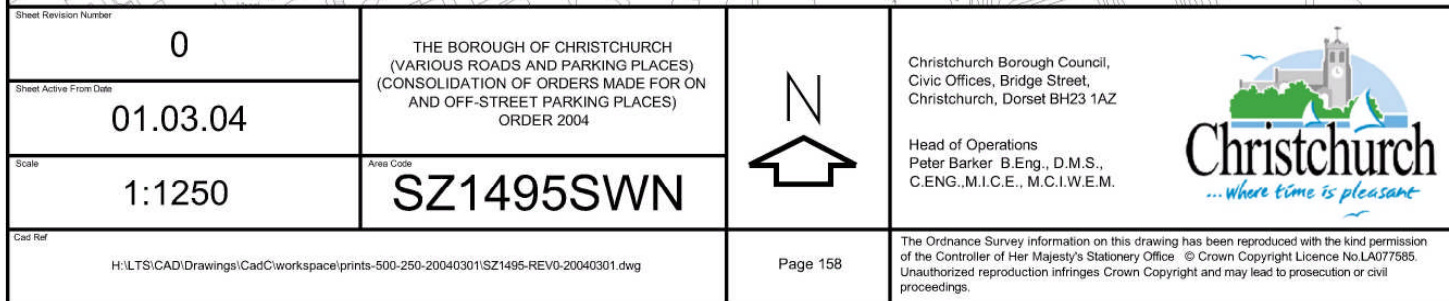 Sheet Revision Number
0
Sheet Active From Date
01.03.04
Scale
1:1250
THE BOROUGH OF CHRISTCHURCH
(VARIOUS ROADS AND PARKING PLACES)
(CONSOLIDATION OF ORDERS MADE FOR ON
AND OFF-STREET PARKING PLACES)
ORDER 2004
Area Code
SZ1495SWN
N
Christchurch Borough Council,
Civic Offices, Bridge Street,
Christchurch, Dorset BH23 1AZ
Head of Operations
Peter Barker B.Eng., D.M.S.,
C.ENG.,M.I.C.E., M.C.I.W.E.M.
Christchurch
...where time is pleasant
Cad Ref
H:\LTS\CAD\Drawings\CadC\workspace\prints-500-250-20040301\SZ1495-REV0-20040301.dwg
Page 158
The Ordnance Survey information on this drawing has been reproduced with the kind permission
of the Controller of Her Majesty's Stationery Office © Crown Copyright Licence No.LA077585.
Unauthorized reproduction infringes Crown Copyright and may lead to prosecution or civil
proceedings.